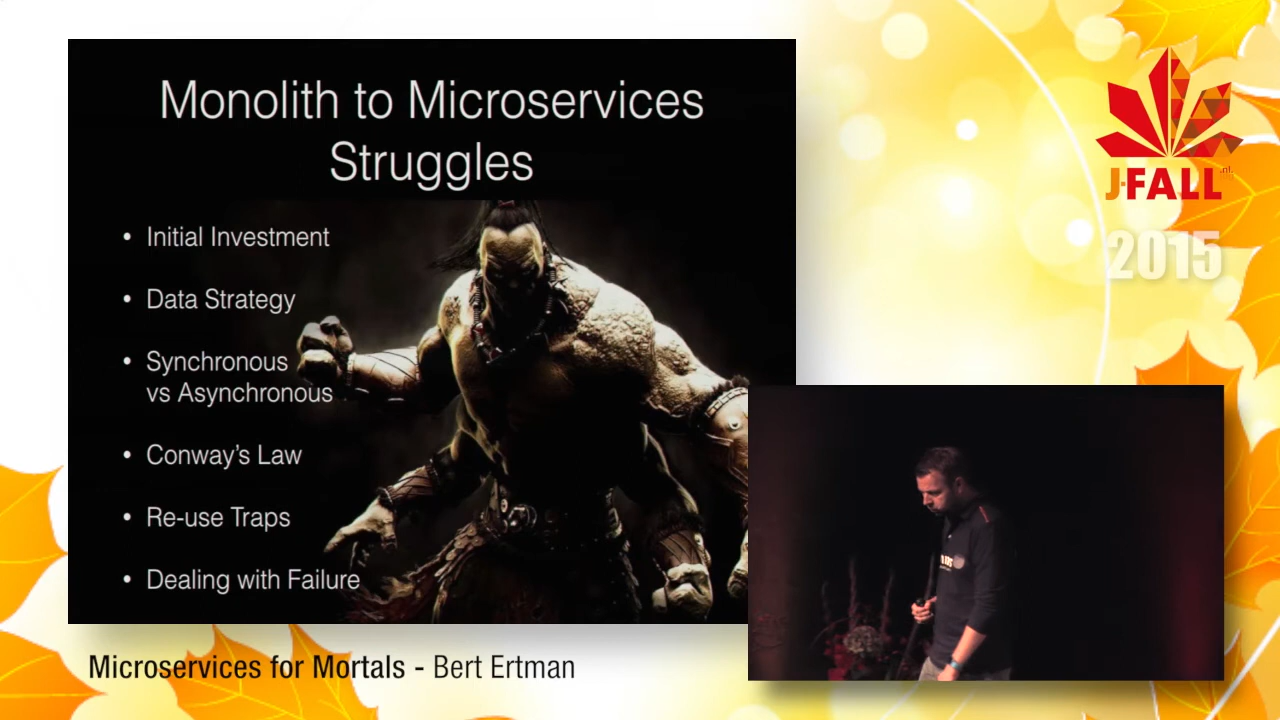 Monolith to Microservices
Struggles
• Initial Investment
• Data Strategy
• Synchronous
vs Asynchronous
• Conway's Law
• Re-use Traps
• Dealing with Failure
J-FALL
.nl
2015
Microservices for Mortals - Bert Ertman